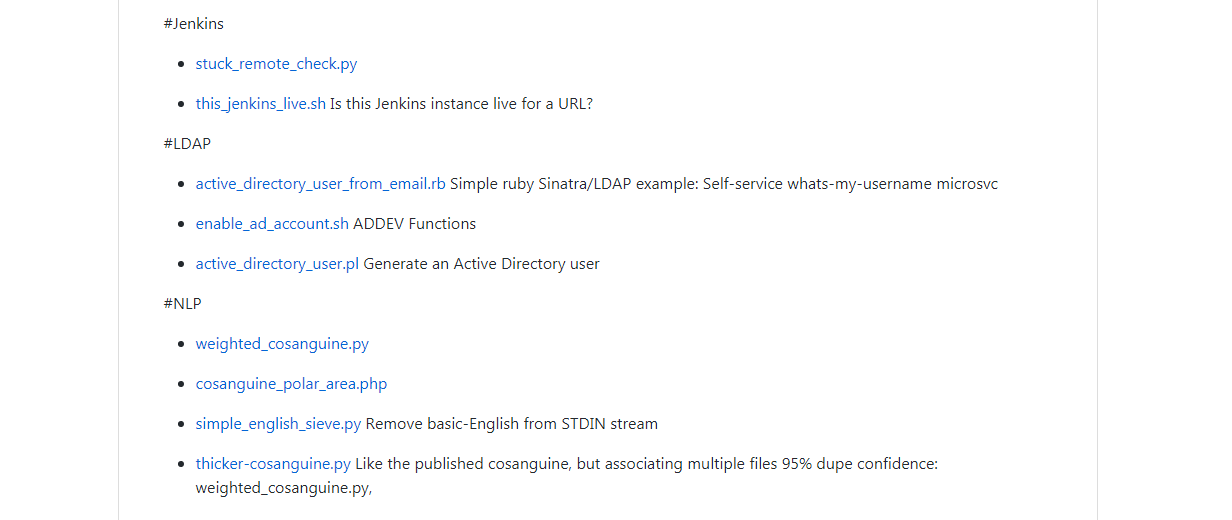 #Jenkins
stuck_remote_check.py
this_jenkins_live.sh Is this Jenkins instance live for a URL?
#LDAP
active_directory_user_from_email.rb Simple ruby Sinatra/LDAP example: Self-service whats-my-username microsvc
enable_ad_account.sh ADDEV Functions
active_directory_user.pl Generate an Active Directory user
#NLP
weighted_cosanguine.py
cosanguine_polar_area.php
simple_english_sieve.py Remove basic-English from STDIN stream
thicker-cosanguine.py Like the published cosanguine, but associating multiple files 95% dupe confidence:
weighted_cosanguine.py,